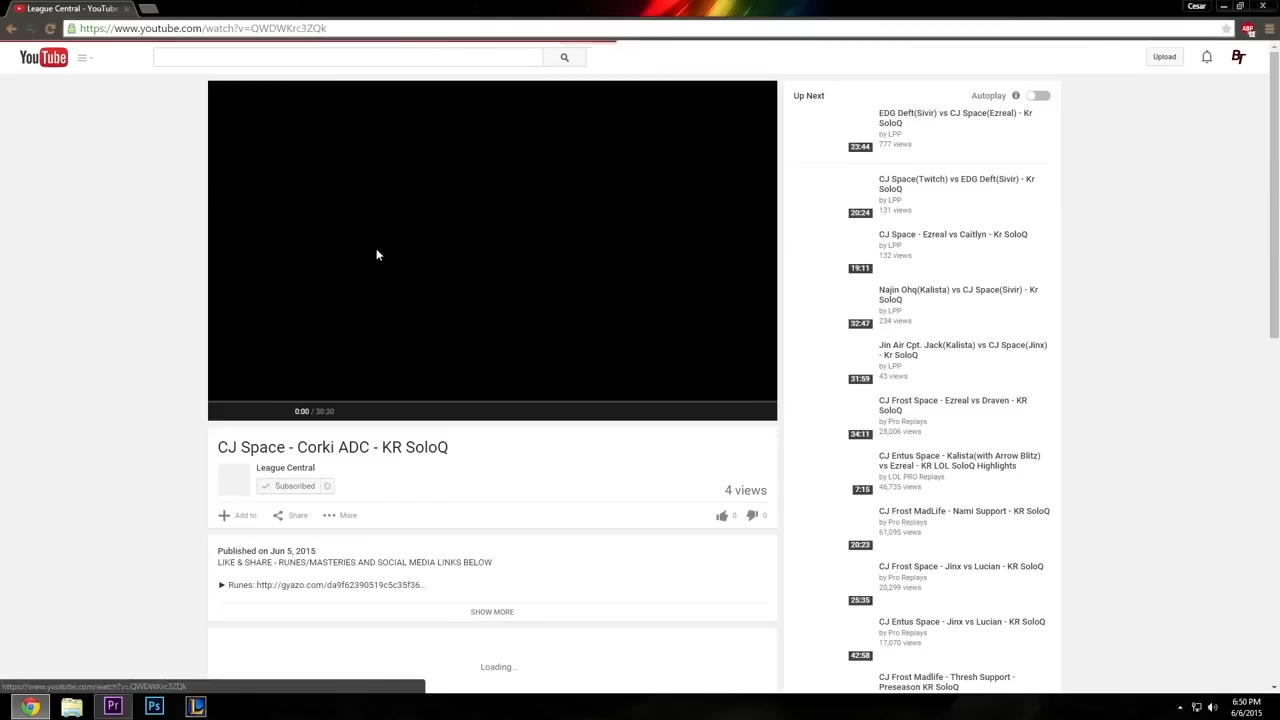 League Central - YouTube
Cesar
https://www.youtube.com/watch?v=QWDWKrc3ZKQ
ABP
12
YouTube
Upload
BT
Up Next
Autoplay
EDG Deft(Sivir) vs CJ Space(Ezreal) - Kr
SoloQ
by LPP
777 views
23:44
CJ Space(Twitch) vs EDG Deft(Sivir) - Kr
SoloQ
by LPP
131 views
20:24
CJ Space - Ezreal vs Caitlyn - Kr SoloQ
by LPP
132 views
19:11
Najin Ohq(Kalista) vs CJ Space(Sivir) - Kr
SoloQ
by LPP
234 views
32:47
Jin Air Cpt. Jack(Kalista) vs CJ Space(Jinx)
- Kr SoloQ
by LPP
43 views
31:59
CJ Frost Space - Ezreal vs Draven - KR
SoloQ
by Pro Replays
28,006 views
34:11
CJ Entus Space - Kalista(with Arrow Blitz)
vs Ezreal - KR LOL SoloQ Highlights
by LOL PRO Replays
46,735 views
7:15
CJ Frost MadLife - Nami Support - KR SoloQ
by Pro Replays
61,095 views
20:23
CJ Frost Space - Jinx vs Lucian - KR SoloQ
by Pro Replays
20,299 views
25:35
CJ Entus Space - Jinx vs Lucian - KR SoloQ
by Pro Replays
17,070 views
42:58
CJ Frost Madlife - Thresh Support -
Preseason KR SoloQ
0:00 / 30:30
CJ Space - Corki ADC - KR SoloQ
League Central
Subscribed
4 views
Add to
Share
More
0
0
Published on Jun 5, 2015
LIKE & SHARE - RUNES/MASTERIES AND SOCIAL MEDIA LINKS BELOW
► Runes: http://gyazo.com/da9f62390519c5c35f36...
SHOW MORE
Loading...
https://www.youtube.com/watch?v=QWDWKrc3ZQk
Pr
Ps
L
6:50 PM
6/6/2015